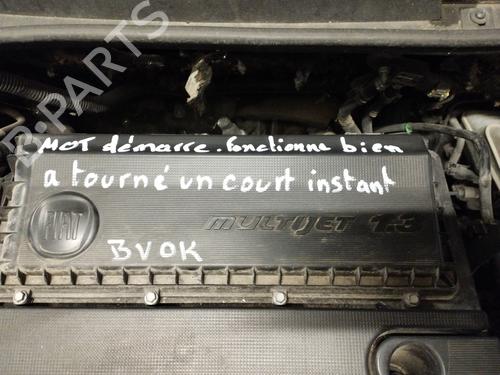 B-PARTS
MOT démarre. fonctionne bien
a tourné un court instant
FIAT
MULTIJET 1.3
BVOK